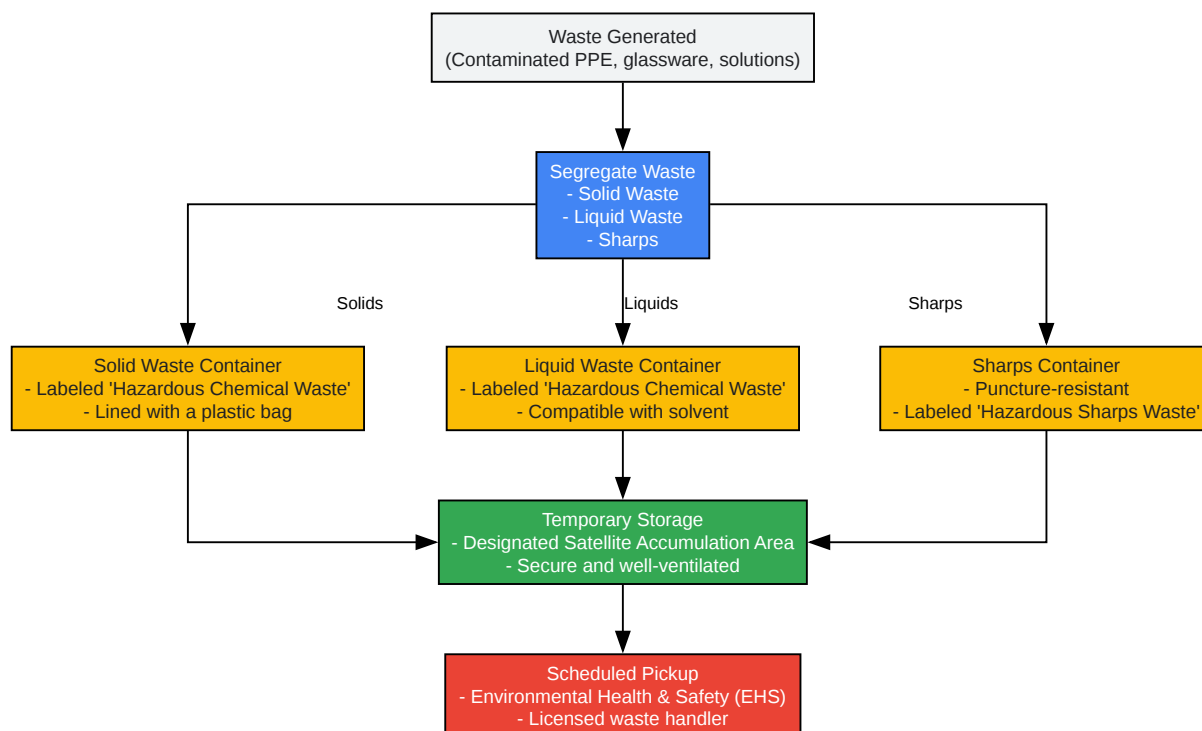 Waste Generated
(Contaminated PPE, glassware, solutions)
Segregate Waste
- Solid Waste
- Liquid Waste
- Sharps
Solids
Liquids
Sharps
Solid Waste Container
- Labeled 'Hazardous Chemical Waste'
- Lined with a plastic bag
Liquid Waste Container
- Labeled 'Hazardous Chemical Waste'
- Compatible with solvent
Sharps Container
- Puncture-resistant
- Labeled 'Hazardous Sharps Waste'
Temporary Storage
- Designated Satellite Accumulation Area
- Secure and well-ventilated
Scheduled Pickup
- Environmental Health & Safety (EHS)
- Licensed waste handler